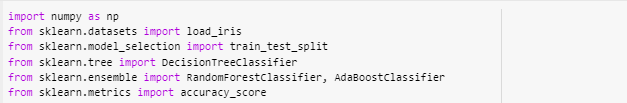 import numpy as np
from sklearn.datasets import load_iris
from sklearn.model_selection import train_test_split
from sklearn.tree import DecisionTreeClassifier
from sklearn.ensemble import RandomForestClassifier, AdaBoostClassifier
from sklearn.metrics import accuracy_score